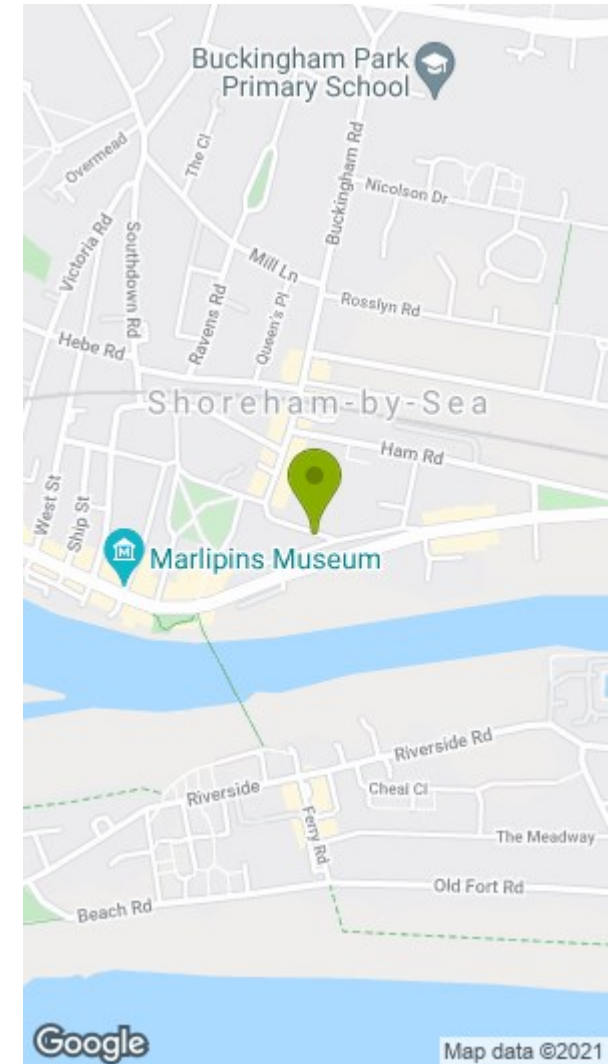 Buckingham Park
Primary School
Overmead
The Cl
Buckingham Rd
Nicolson Dr
Victoria Rd
Southdown Rd
Mill Ln
Ravens Rd
Queen's Pl
Rosslyn Rd
Hebe Rd
Shoreham-by-Sea
Ham Rd
West St
Ship St
M
Marlipins Museum
Riverside Rd
Riverside
Cheal Cl
Ferry Rd
The Meadway
Old Fort Rd
Beach Rd
Google
Map data ©2021